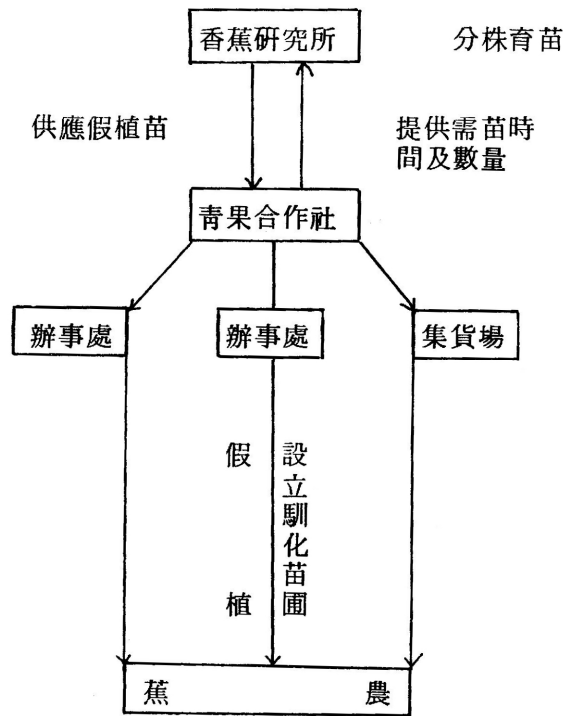 香蕉研究所
分株育苗
供應假植苗
提供需苗時
間及數量
青果合作社
辦事處
辦事處
集貨場
假植
設立馴化苗圃
蕉農